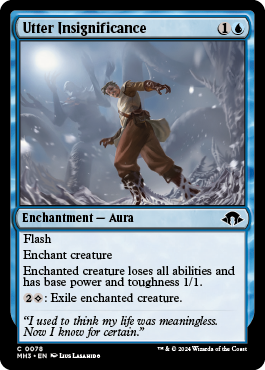 Utter Insignificance 1
Enchantment — Aura
Flash
Enchant creature
Enchanted creature loses all abilities and
has base power and toughness 1/1.
2: Exile enchanted creature.
"I used to think my life was meaningless.
Now I know for certain."
C 0078
MH3 • EN Lius Lasahido
™ & © 2024 Wizards of the Coast